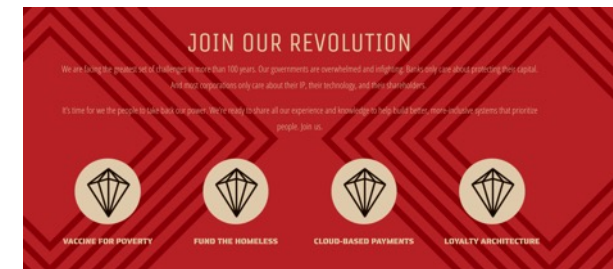 JOIN OUR REVOLUTION
We are facing the greatest set of challenges in more than 100 years. Our governments are overwhelmed and infighting. Banks only care about protecting their capital.
And most corporations only care about their IP, their technology, and their shareholders.
It's time for we the people to take back our power. We're ready to share all our experience and knowledge to help build better, more-inclusive systems that prioritize
people. Join us.
VACCINE FOR POVERTY
FUND THE HOMELESS
CLOUD-BASED PAYMENTS
LOYALTY ARCHITECTURE